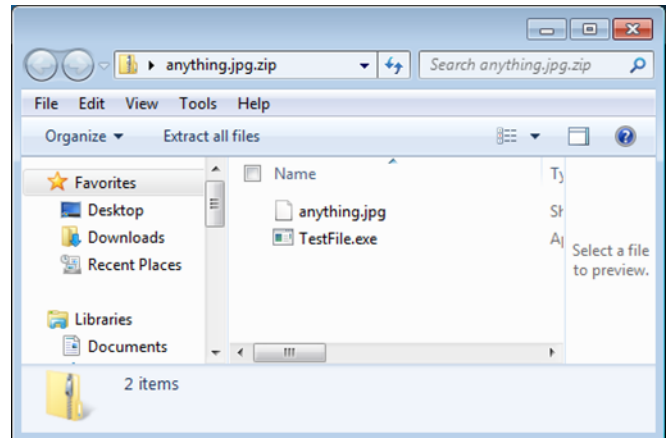 anything.jpg.zip
Search anything.jpg.zip
File Edit View Tools Help
Organize Extract all files
Favorites
Desktop
Downloads
Recent Places
Libraries
Documents
Name
anything.jpg
TestFile.exe
Select a file
to preview.
2 items